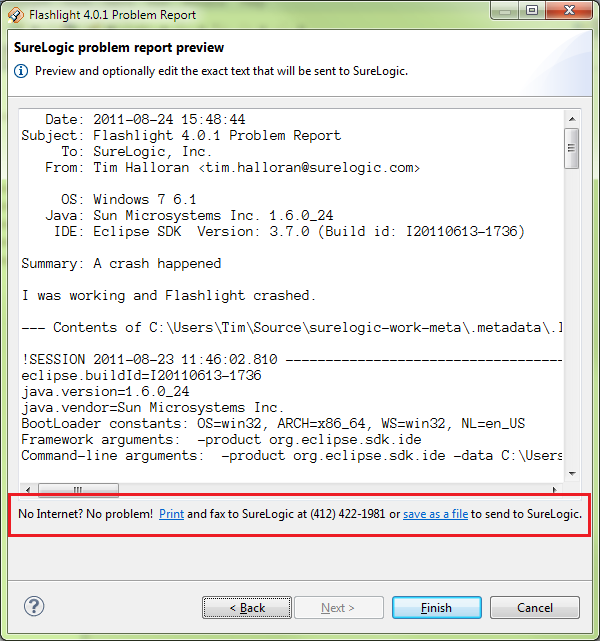 Flashlight 4.0.1 Problem Report
SureLogic problem report preview
Preview and optionally edit the exact text that will be sent to SureLogic.
Date: 2011-08-24 15:48:44
Subject: Flashlight 4.0.1 Problem Report
To: SureLogic, Inc.
From: Tim Halloran <tim.halloran@surelogic.com>
OS: Windows 7 6.1
Java: Sun Microsystems Inc. 1.6.0_24
IDE: Eclipse SDK  Version: 3.7.0 (Build id: I20110613-1736)
Summary: A crash happened
I was working and Flashlight crashed.
--- Contents of C:\Users\Tim\Source\surelogic-work-meta\.metadata\.
!SESSION 2011-08-23 11:46:02.810 -----------------------------------
eclipse.buildId=I20110613-1736
java.version=1.6.0_24
java.vendor=Sun Microsystems Inc.
BootLoader constants: OS=win32, ARCH=x86_64, WS=win32, NL=en_US
Framework arguments:  -product org.eclipse.sdk.ide
Command-line arguments:  -product org.eclipse.sdk.ide -data C:\Users
No Internet? No problem! Print and fax to SureLogic at (412) 422-1981 or save as a file to send to SureLogic.
? < Back Next > Finish Cancel